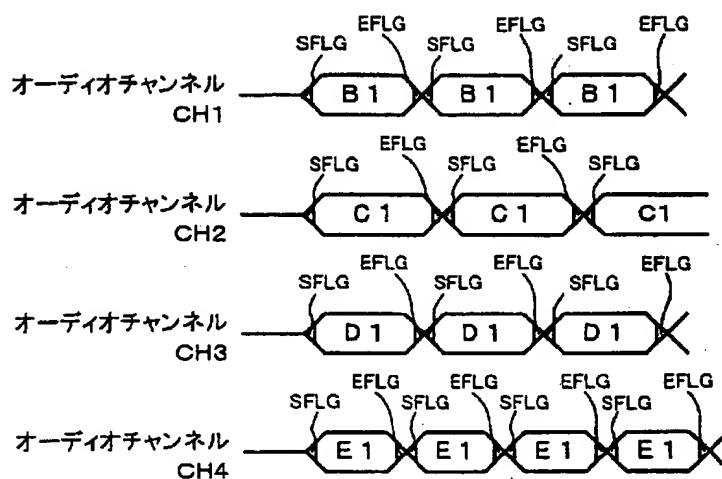 SFLG EFLG SFLG EFLG SFLG EFLG
オーディオチャンネル CH1
B1 B1 B1
SFLG EFLG SFLG EFLG SFLG
オーディオチャンネル CH2
C1 C1 C1
SFLG EFLG SFLG EFLG SFLG EFLG
オーディオチャンネル CH3
D1 D1 D1
SFLG EFLG SFLG EFLG SFLG EFLG SFLG EFLG
オーディオチャンネル CH4
E1 E1 E1 E1